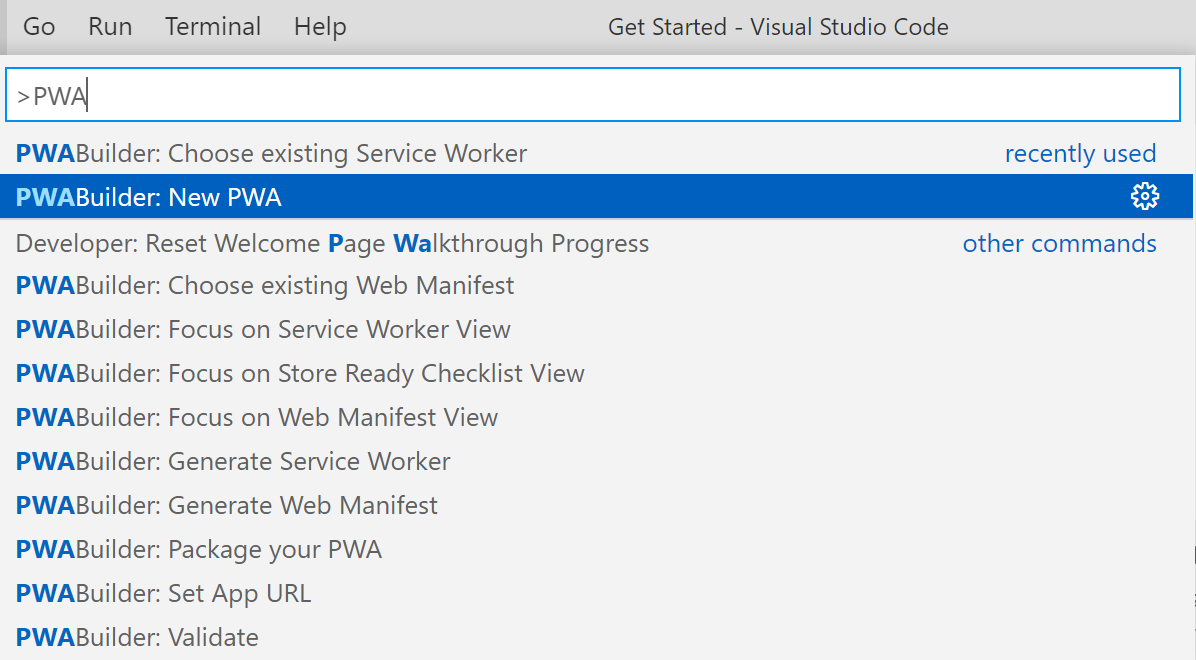 Go Run Terminal Help Get Started - Visual Studio Code
>PWA
PWABuilder: Choose existing Service Worker recently used
PWABuilder: New PWA
Developer: Reset Welcome Page Walkthrough Progress other commands
PWABuilder: Choose existing Web Manifest
PWABuilder: Focus on Service Worker View
PWABuilder: Focus on Store Ready Checklist View
PWABuilder: Focus on Web Manifest View
PWABuilder: Generate Service Worker
PWABuilder: Generate Web Manifest
PWABuilder: Package your PWA
PWABuilder: Set App URL
PWABuilder: Validate